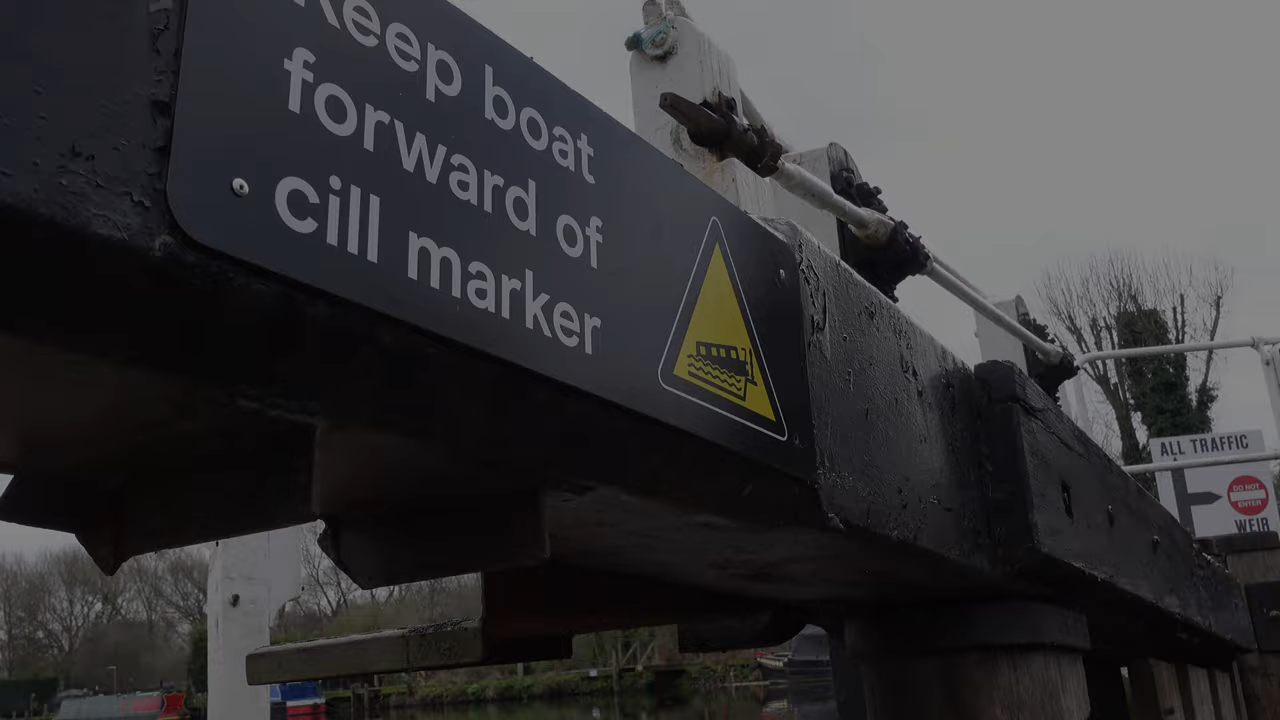 Keep boat
forward of
cill marker
ALL TRAFFIC
DO NOT
ENTER
WEIR